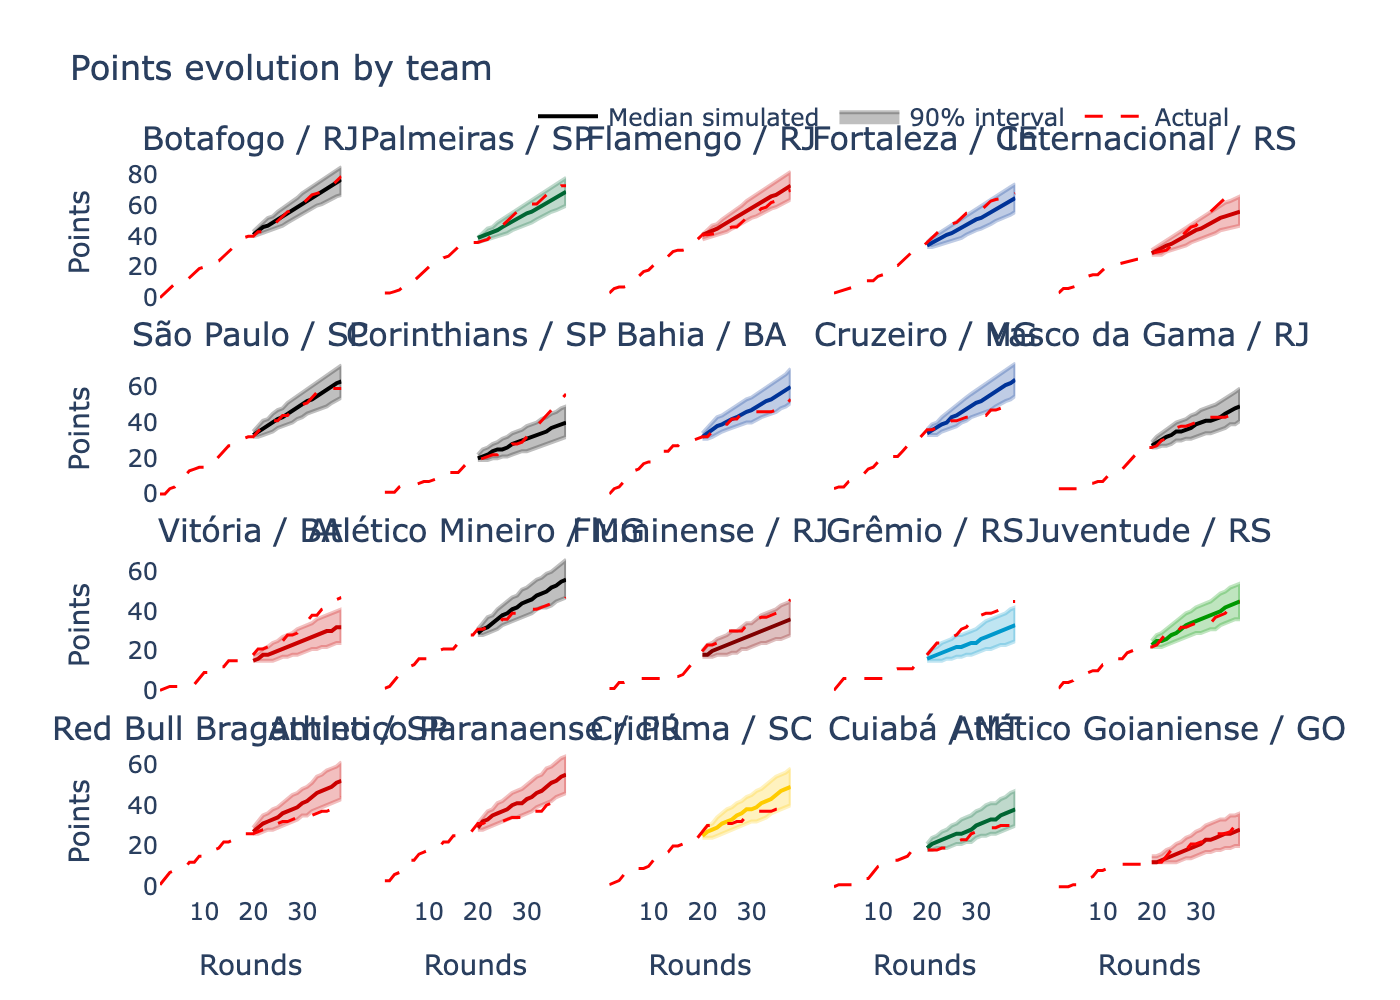 Points evolution by team
Median simulated 90% interval Actual
Botafogo / RJ Palmeiras / SP Flamengo / RJ Fortaleza / CE Internacional / RS
80
60
40
20
0
Points
São Paulo / SP Corinthians / SP Bahia / BA Cruzeiro / MG Vasco da Gama / RJ
60
40
20
0
Points
Vitória / BA Atlético Mineiro / MG Fluminense / RJ Grêmio / RS Juventude / RS
60
40
20
0
Points
Red Bull Bragantino / SP Athletico Paranaense / PR Criciúma / SC Cuiabá / MT Atlético Goianiense / GO
60
40
20
0
Points
10 20 30 10 20 30 10 20 30 10 20 30 10 20 30
Rounds Rounds Rounds Rounds Rounds